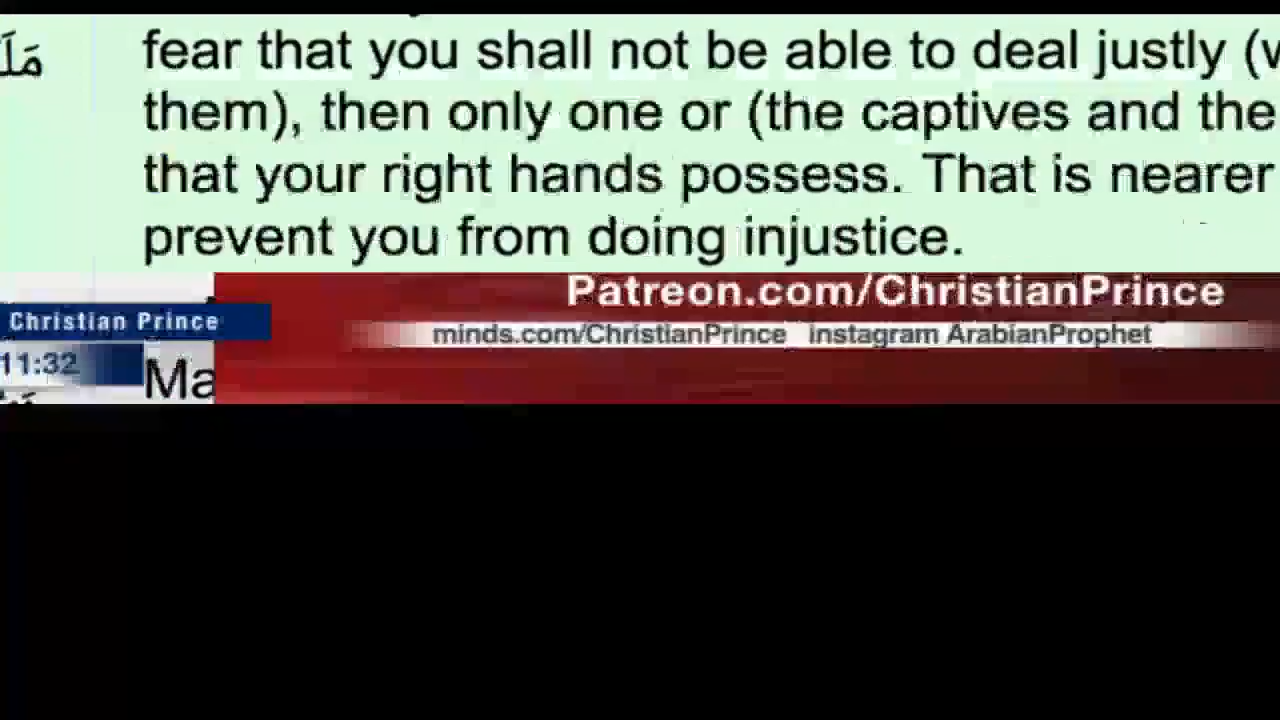 fear that you shall not be able to deal justly
them), then only one or (the captives and the
that your right hands possess. That is nearer
prevent you from doing injustice.
Patreon.com/ChristianPrince
Christian Prince
minds.com/ChristianPrince instagram ArabianProphet
11:32
Ma